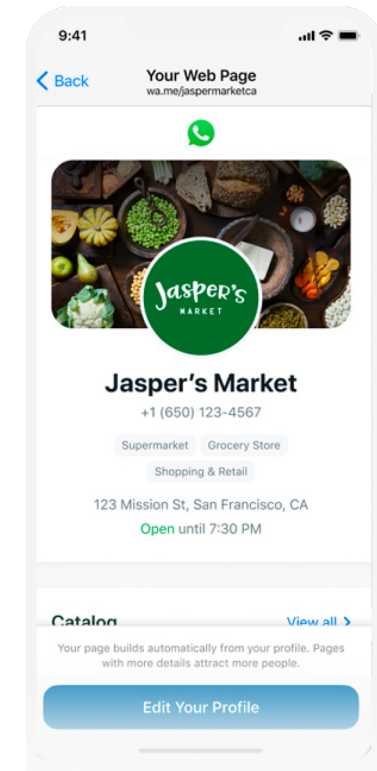 9:41
Back
Your Web Page
wa.me/jaspermarketca
Jasper's
MARKET
Jasper's Market
+1 (650) 123-4567
Supermarket Grocery Store
Shopping & Retail
123 Mission St, San Francisco, CA
Open until 7:30 PM
Catalog View all
Your page builds automatically from your profile. Pages
with more details attract more people.
Edit Your Profile